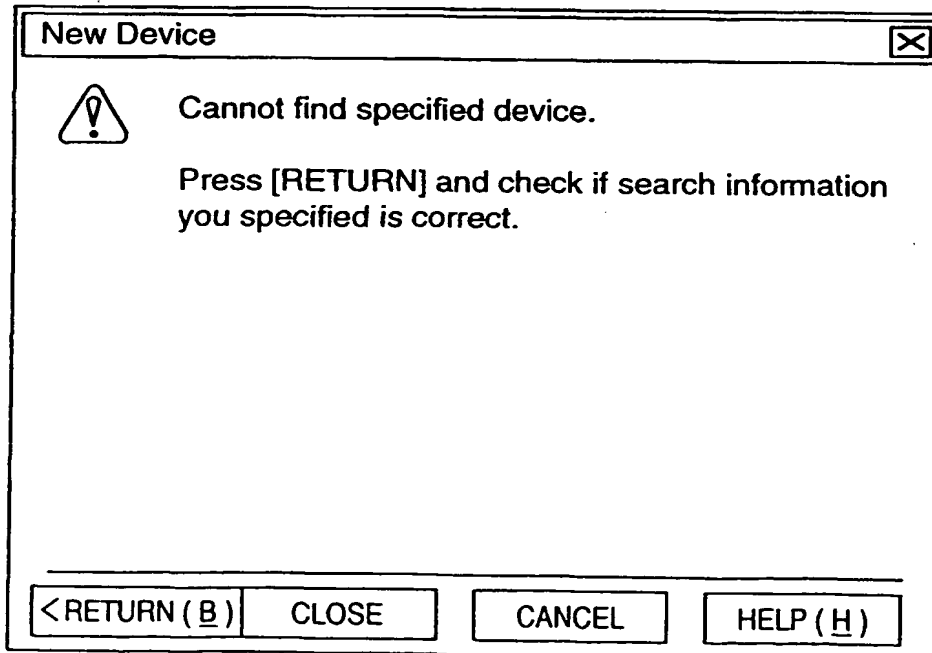 New Device
Cannot find specified device.
Press [RETURN] and check if search information
you specified is correct.
<RETURN (B) CLOSE CANCEL HELP (H)